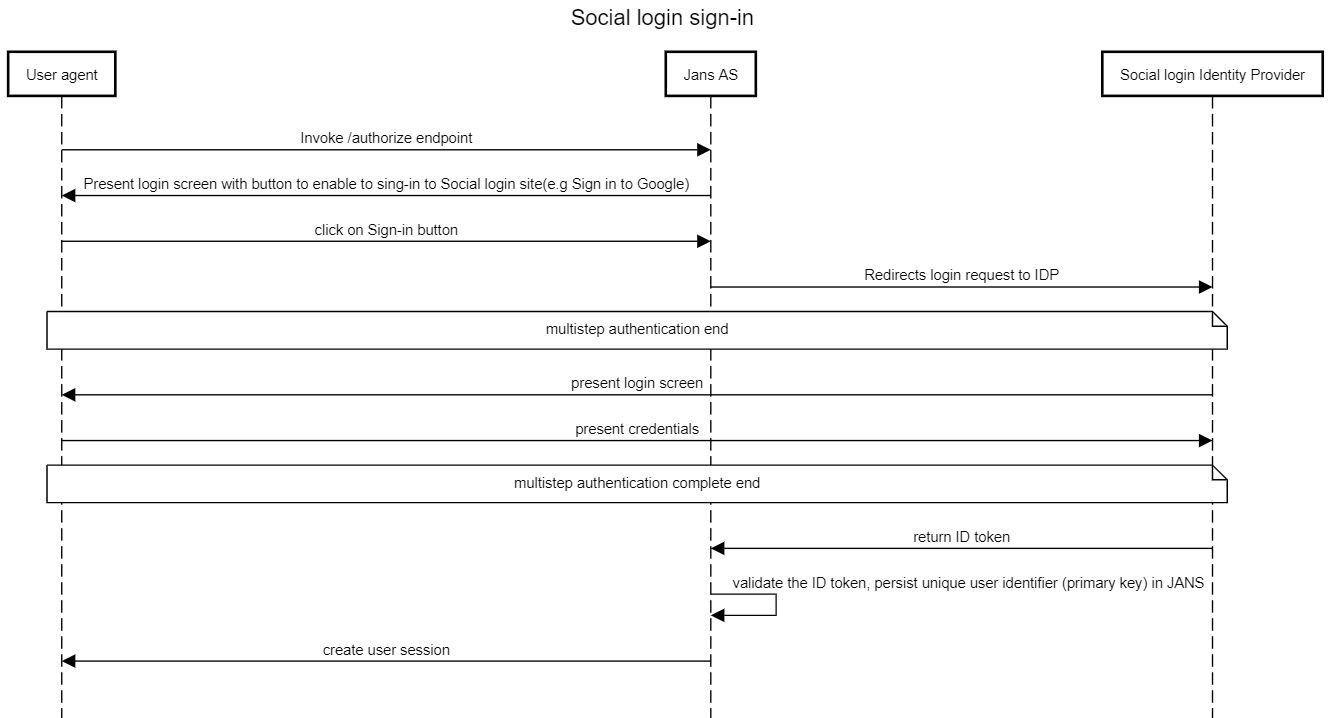 Social login sign-in
User agent
Jans AS
Social login Identity Provider
Invoke /authorize endpoint
Present login screen with button to enable to sing-in to Social login site(e.g Sign in to Google)
click on Sign-in button
Redirects login request to IDP
multistep authentication end
present login screen
present credentials
multistep authentication complete end
return ID token
validate the ID token, persist unique user identifier (primary key) in JANS
create user session